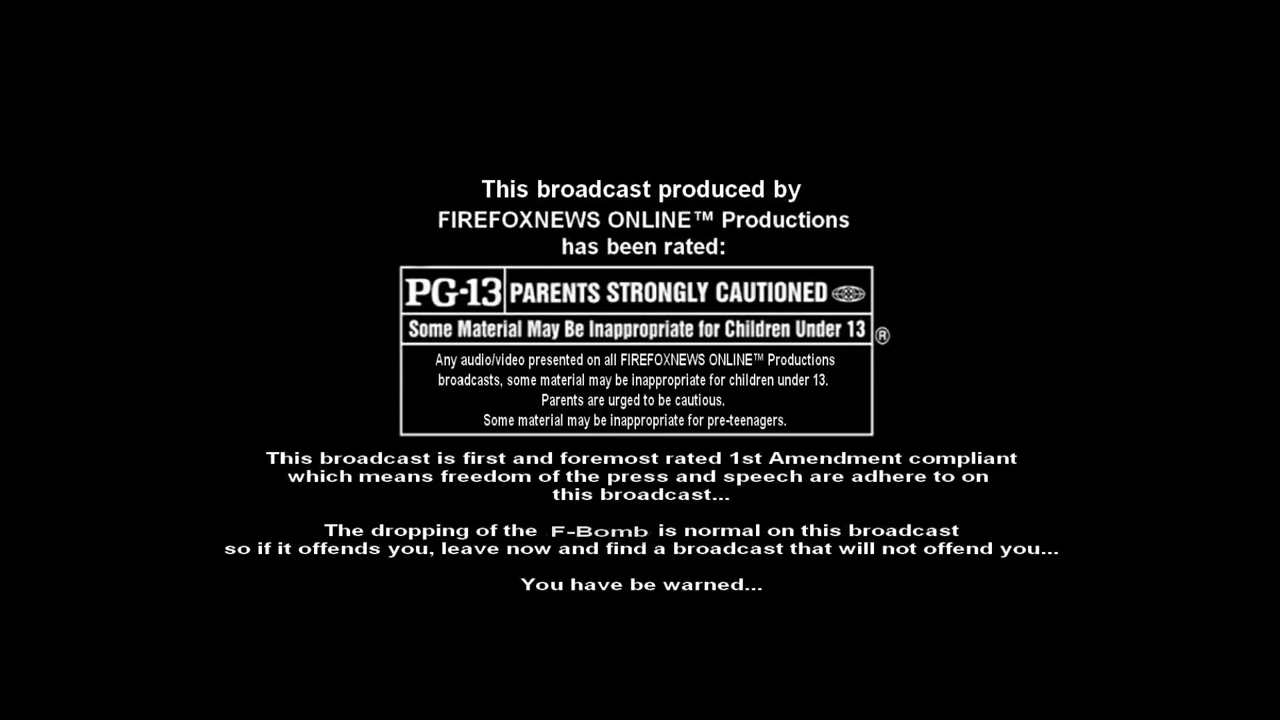 This broadcast produced by
FIREFOXNEWS ONLINE™ Productions
has been rated:
PG-13 PARENTS STRONGLY CAUTIONED
Some Material May Be Inappropriate for Children Under 13 ®
Any audio/video presented on all FIREFOXNEWS ONLINE™ Productions
broadcasts, some material may be inappropriate for children under 13.
Parents are urged to be cautious.
Some material may be inappropriate for pre-teenagers.
This broadcast is first and foremost rated 1st Amendment compliant
which means freedom of the press and speech are adhere to on
this broadcast...
The dropping of the F-Bomb is normal on this broadcast
so if it offends you, leave now and find a broadcast that will not offend you...
You have be warned...